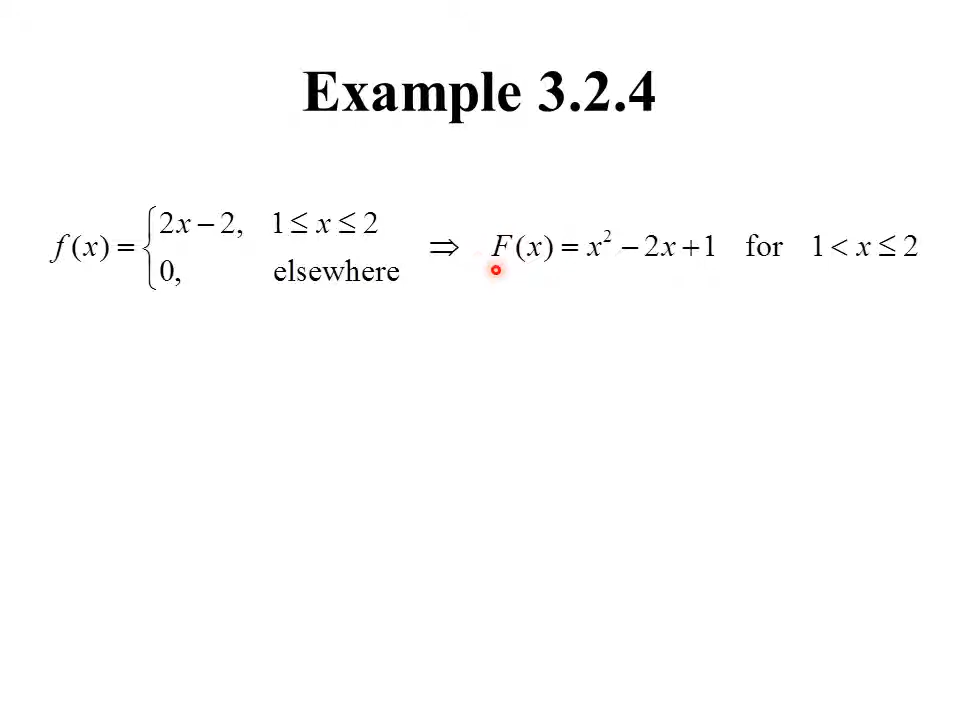 Example 3.2.4
f(x) = { 2x − 2, 1 ≤ x ≤ 2
0, elsewhere
⇒ F(x) = x² − 2x + 1 for 1 < x ≤ 2